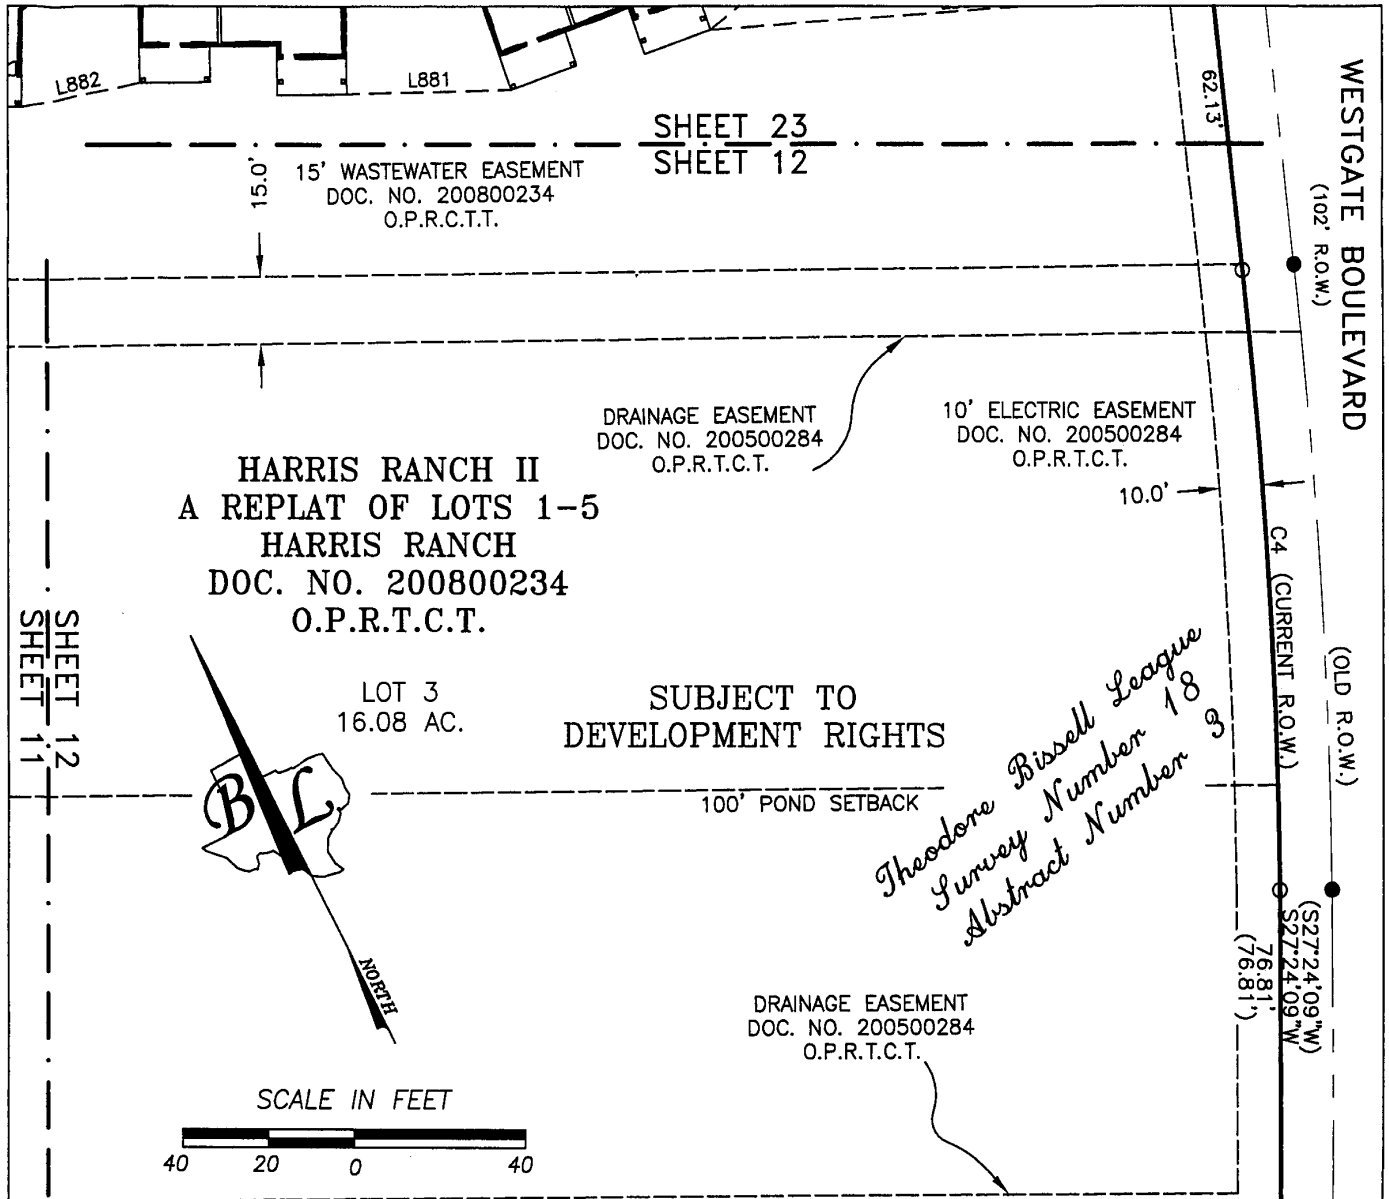 L882
L881
62.13'
WESTGATE BOULEVARD
(102' R.O.W.)
SHEET 23
SHEET 12
15.0'
15' WASTEWATER EASEMENT
DOC. NO. 200800234
O.P.R.C.T.T.
DRAINAGE EASEMENT
DOC. NO. 200500284
O.P.R.T.C.T.
10' ELECTRIC EASEMENT
DOC. NO. 200500284
O.P.R.T.C.T.
10.0'
HARRIS RANCH II
A REPLAT OF LOTS 1-5
HARRIS RANCH
DOC. NO. 200800234
O.P.R.T.C.T.
C4 (CURRENT R.O.W.)
(OLD R.O.W.)
SHEET 12
SHEET 11
LOT 3
16.08 AC.
SUBJECT TO
DEVELOPMENT RIGHTS
Theodore Bissell League
Survey Number 18
Abstract Number 3
100' POND SETBACK
B L
NORTH
(S27°24'09"W)
S27°24'09"W
76.81'
(76.81')
DRAINAGE EASEMENT
DOC. NO. 200500284
O.P.R.T.C.T.
SCALE IN FEET
40 20 0 40